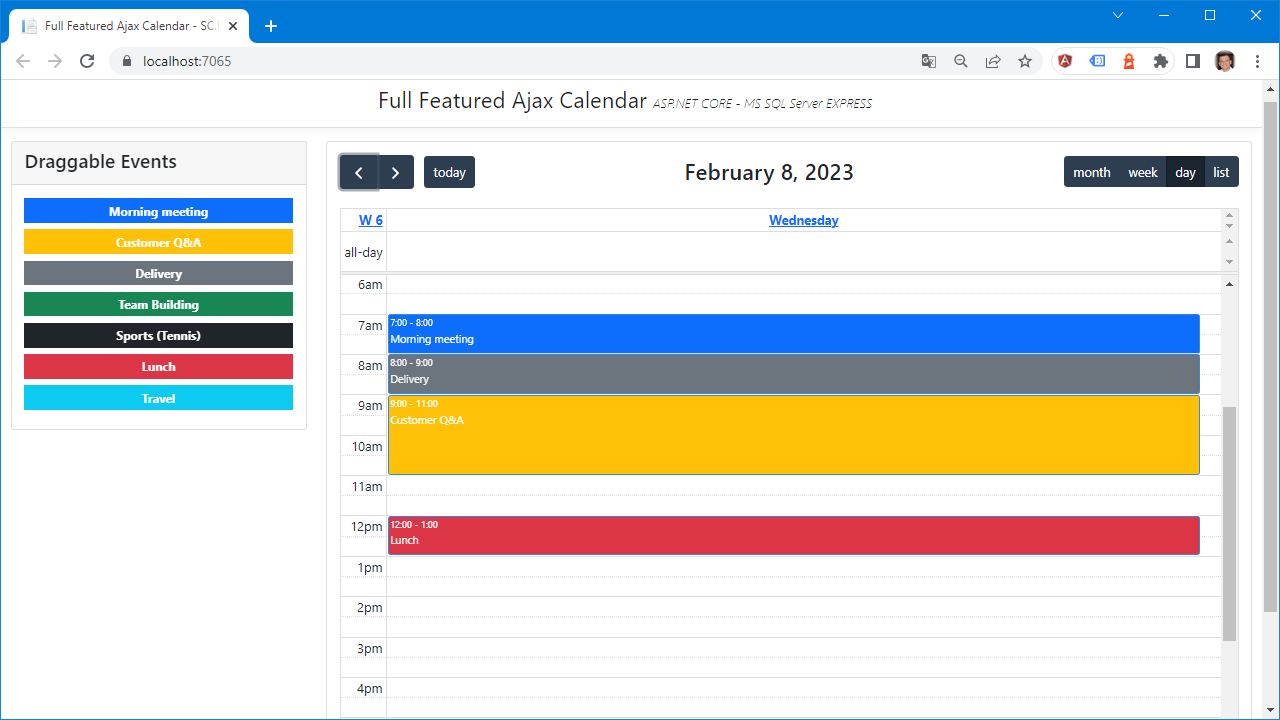 Full Featured Ajax Calendar - SC.
localhost:7065
Full Featured Ajax Calendar ASP.NET CORE - MS SQL Server EXPRESS
Draggable Events
Morning meeting
Customer Q&A
Delivery
Team Building
Sports (Tennis)
Lunch
Travel
today
February 8, 2023
month week day list
W 6 Wednesday
all-day
6am
7am
7:00 - 8:00
Morning meeting
8am
8:00 - 9:00
Delivery
9am
9:00 - 11:00
Customer Q&A
10am
11am
12pm
12:00 - 1:00
Lunch
1pm
2pm
3pm
4pm